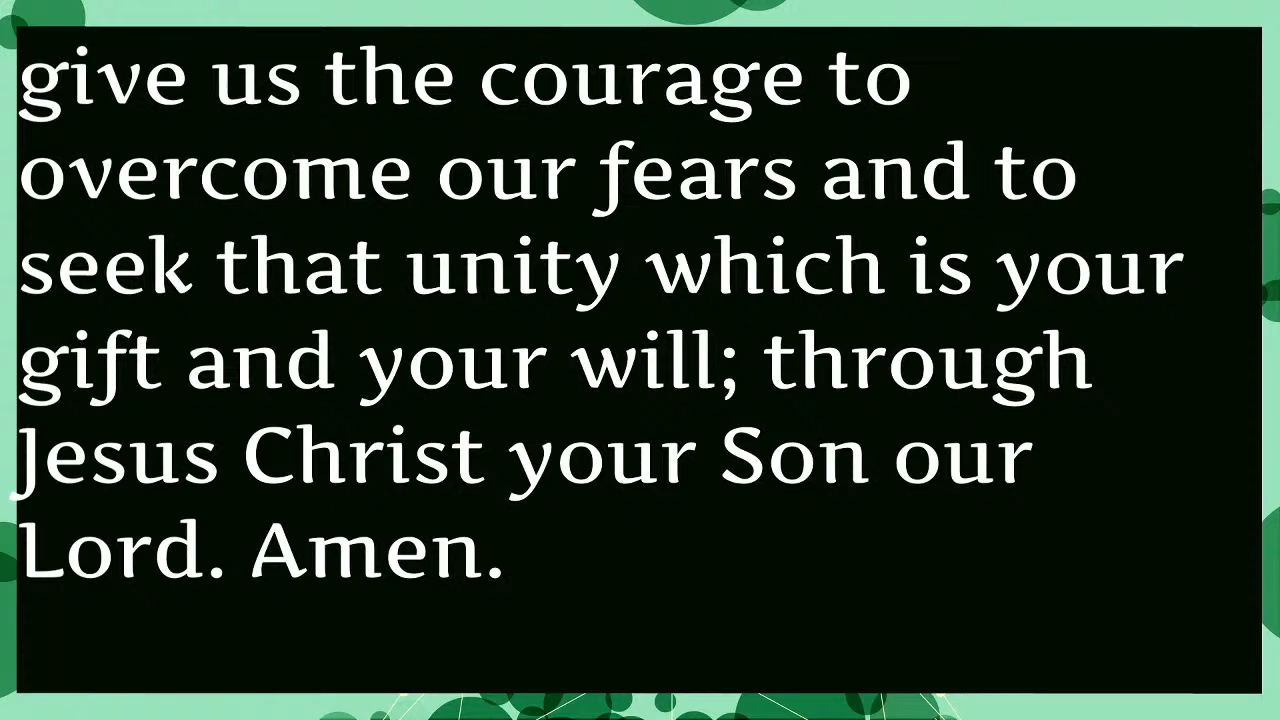 give us the courage to
overcome our fears and to
seek that unity which is your
gift and your will; through
Jesus Christ your Son our
Lord. Amen.